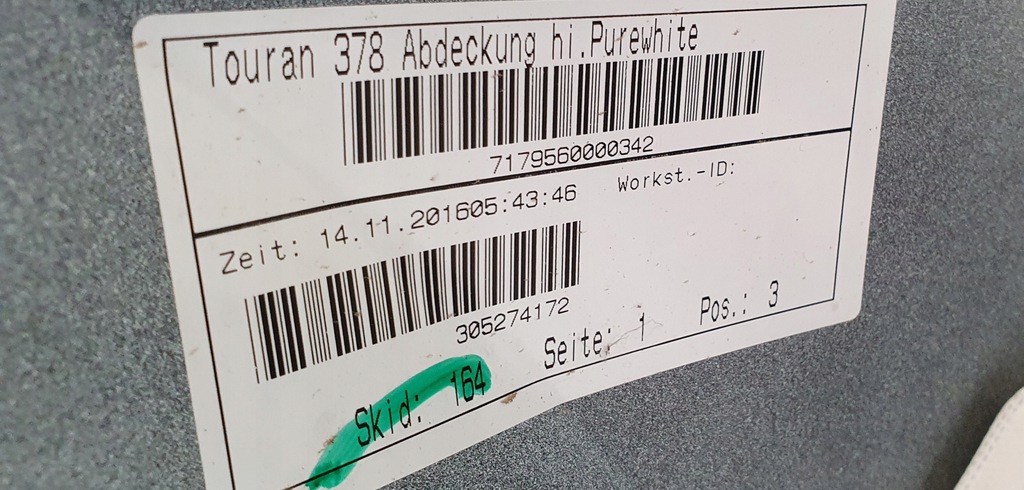 Touran 378 Abdeckung hi.Purewhite
7179560000342
Zeit: 14.11.201605:43:46 Workst.-ID:
305274172
Skid: 164 Seite: 1 Pos.: 3